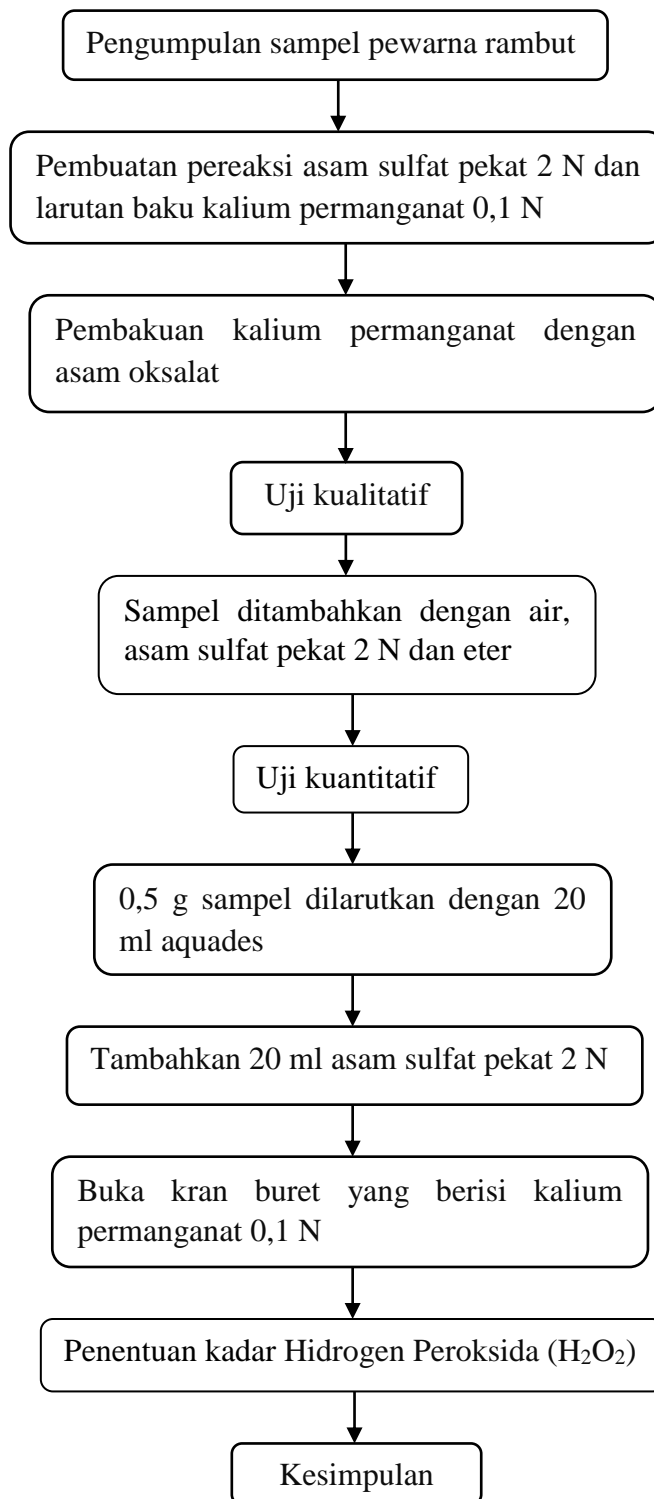 Pengumpulan sampel pewarna rambut
Pembuatan pereaksi asam sulfat pekat 2 N dan
larutan baku kalium permanganat 0,1 N
Pembakuan kalium permanganat dengan
asam oksalat
Uji kualitatif
Sampel ditambahkan dengan air,
asam sulfat pekat 2 N dan eter
Uji kuantitatif
0,5 g sampel dilarutkan dengan 20
ml aquades
Tambahkan 20 ml asam sulfat pekat 2 N
Buka kran buret yang berisi kalium
permanganat 0,1 N
Penentuan kadar Hidrogen Peroksida (H₂O₂)
Kesimpulan